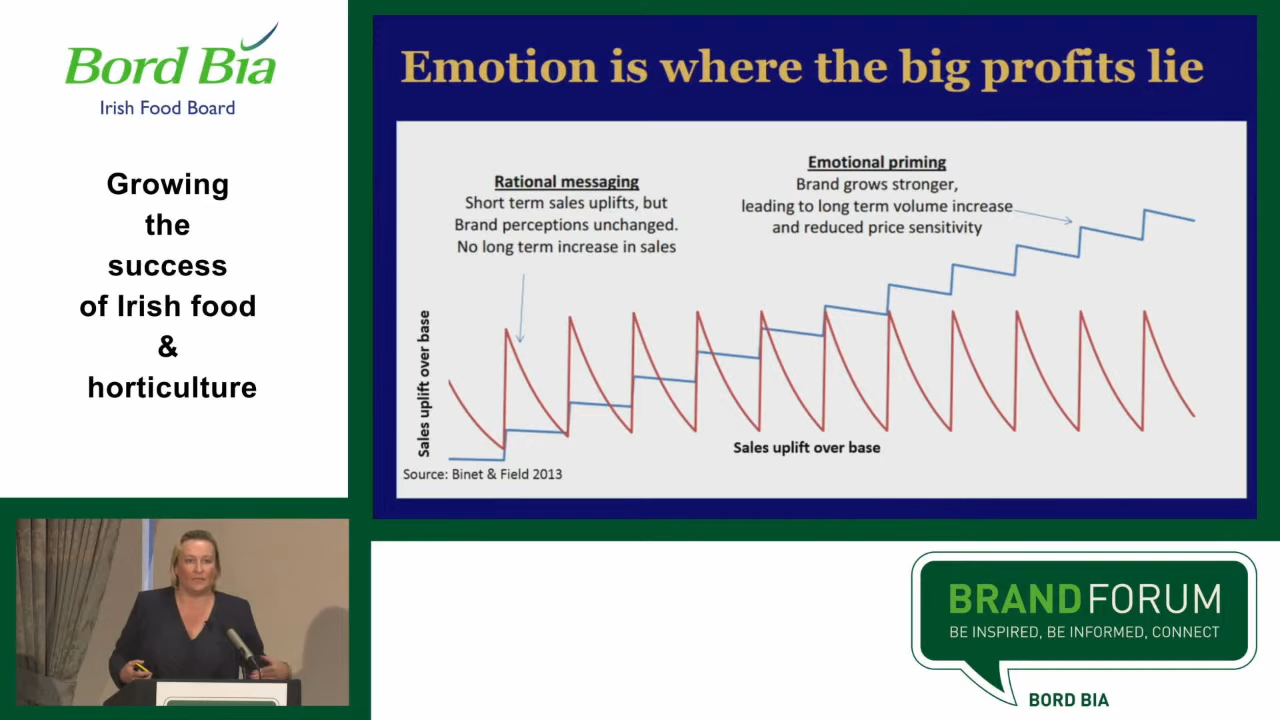 Bord Bia
Irish Food Board
Growing
the
success
of Irish food
&
horticulture
Emotion is where the big profits lie
Rational messaging
Short term sales uplifts, but
Brand perceptions unchanged.
No long term increase in sales
Emotional priming
Brand grows stronger,
leading to long term volume increase
and reduced price sensitivity
Sales uplift over base
Sales uplift over base
Source: Binet & Field 2013
BRAND FORUM
BE INSPIRED, BE INFORMED, CONNECT
BORD BIA